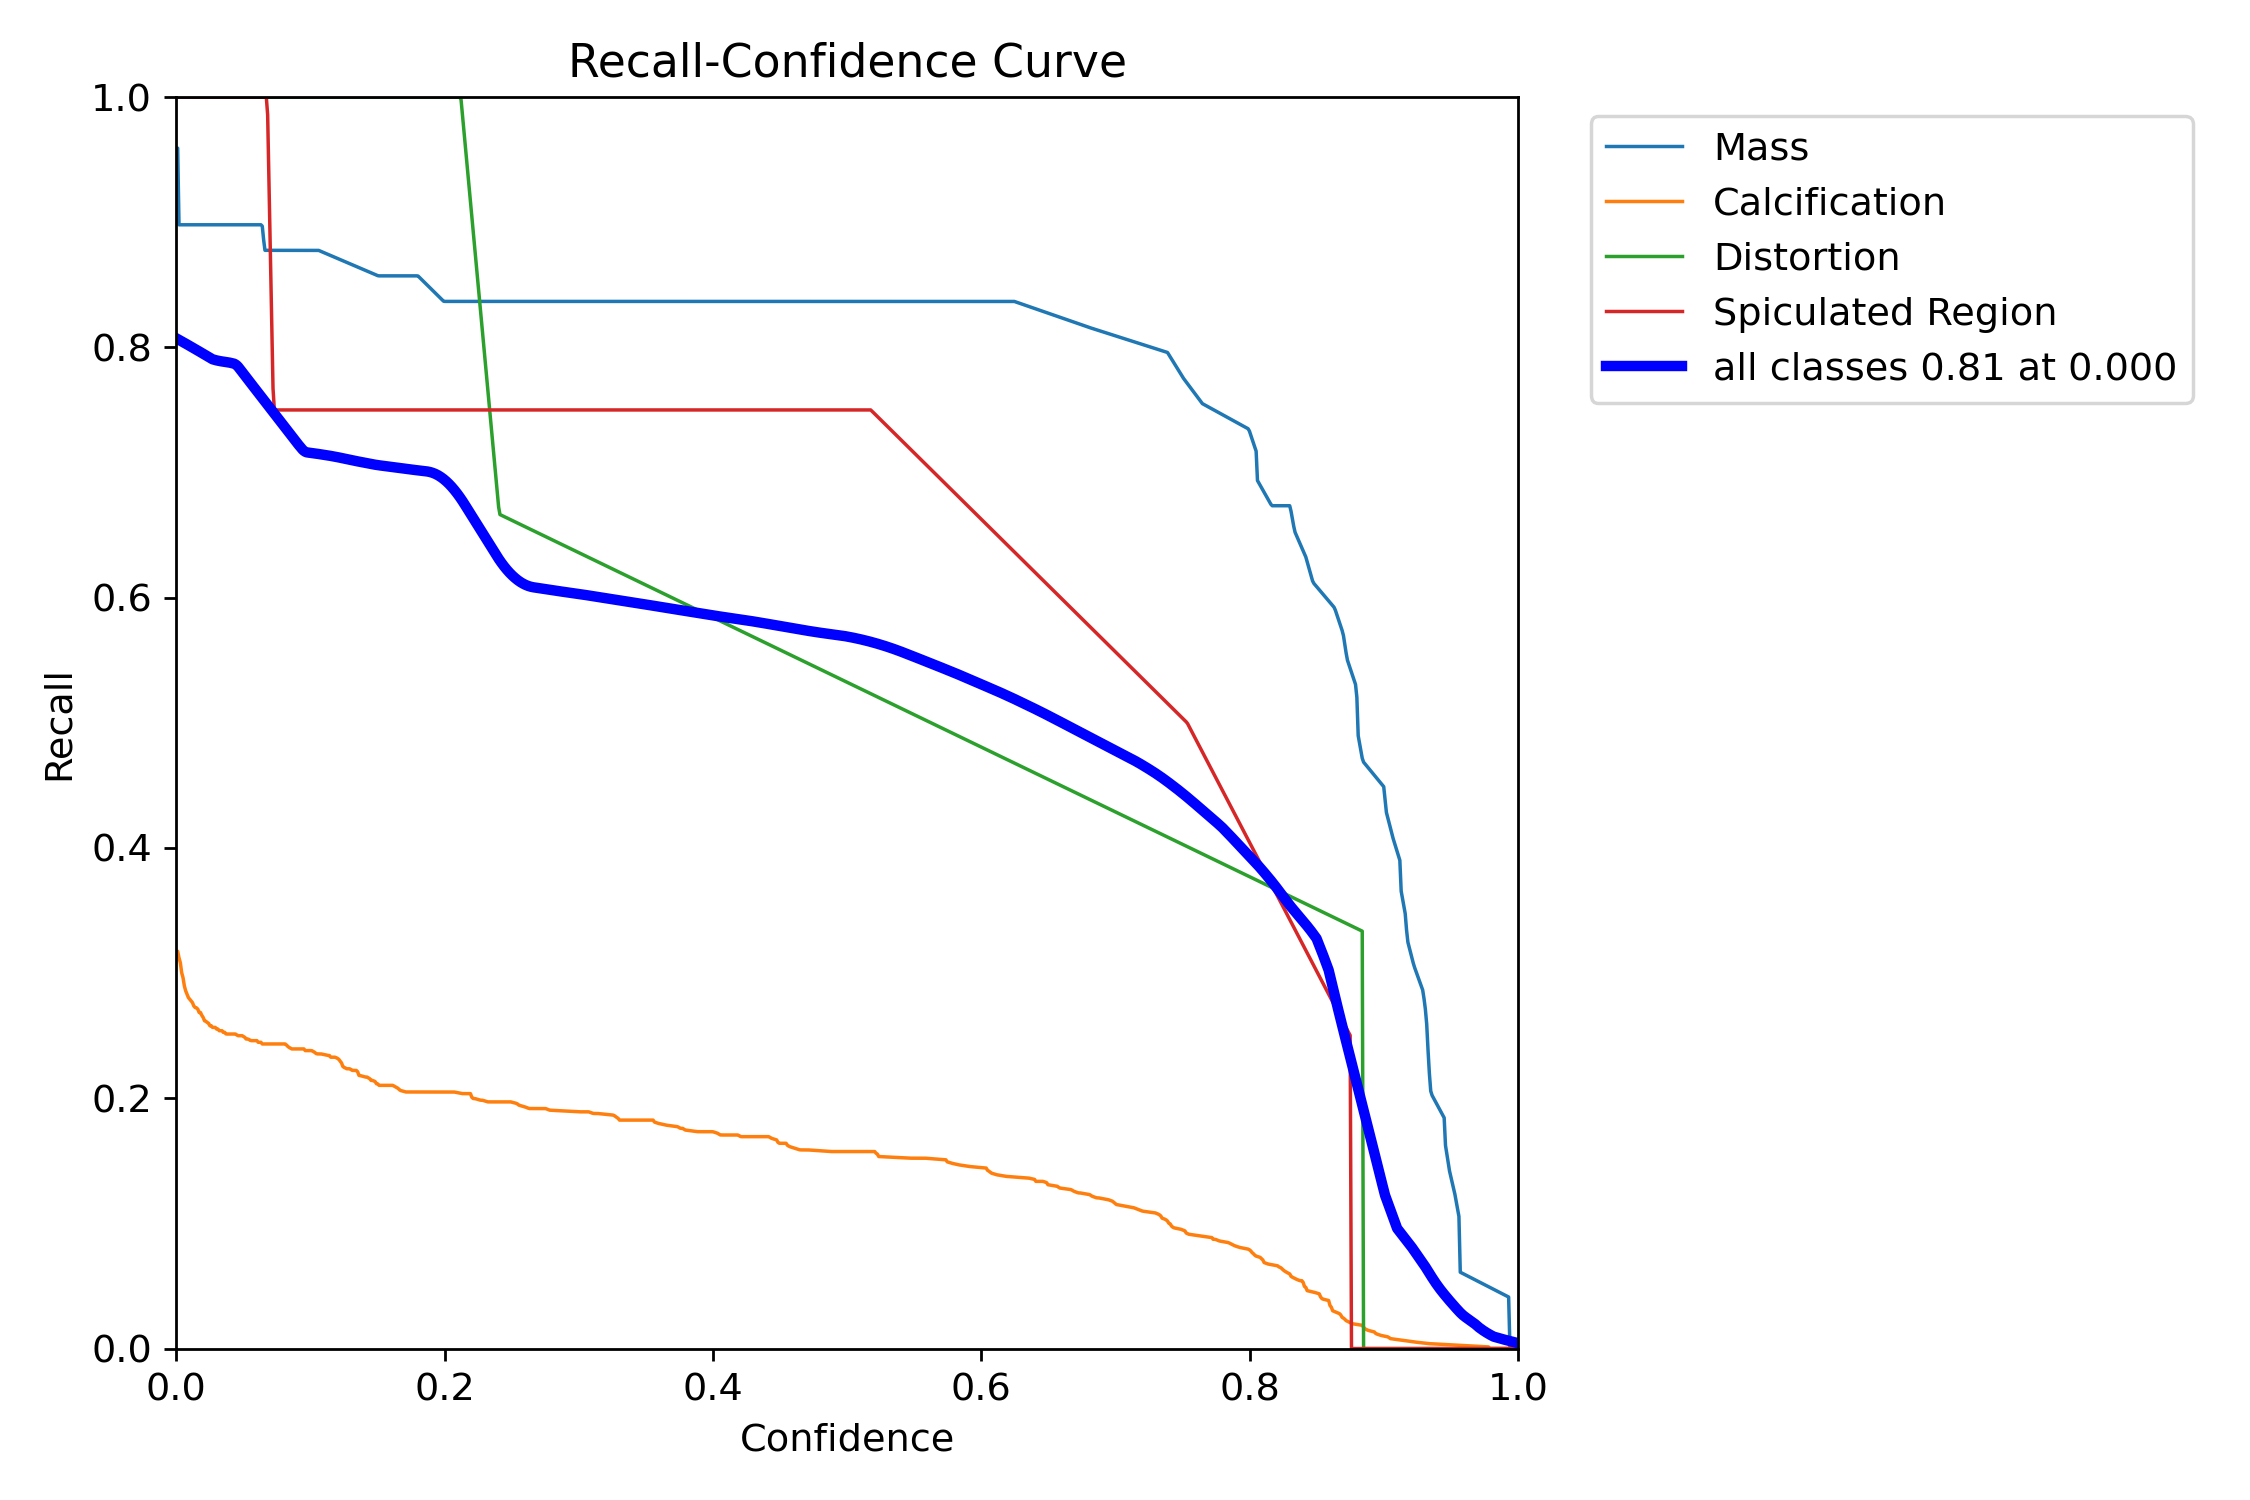 Recall-Confidence Curve
1.0
0.8
0.6
0.4
0.2
0.0
Recall
0.0 0.2 0.4 0.6 0.8 1.0
Confidence
Mass
Calcification
Distortion
Spiculated Region
all classes 0.81 at 0.000